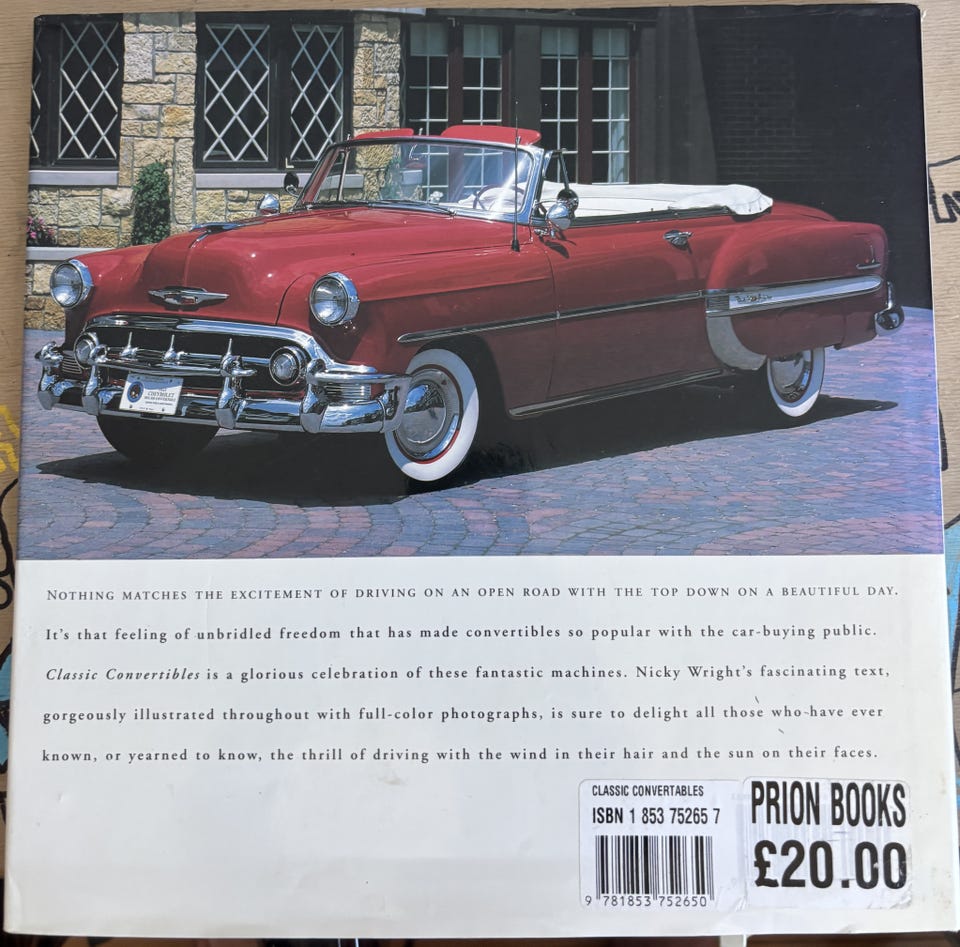 CHEVROLET
NOTHING MATCHES THE EXCITEMENT OF DRIVING ON AN OPEN ROAD WITH THE TOP DOWN ON A BEAUTIFUL DAY.
It's that feeling of unbridled freedom that has made convertibles so popular with the car-buying public.
Classic Convertibles is a glorious celebration of these fantastic machines. Nicky Wright's fascinating text,
gorgeously illustrated throughout with full-color photographs, is sure to delight all those who have ever
known, or yearned to know, the thrill of driving with the wind in their hair and the sun on their faces.
CLASSIC CONVERTABLES
ISBN 1 853 75265 7
9 781853 752650
PRION BOOKS
£20.00